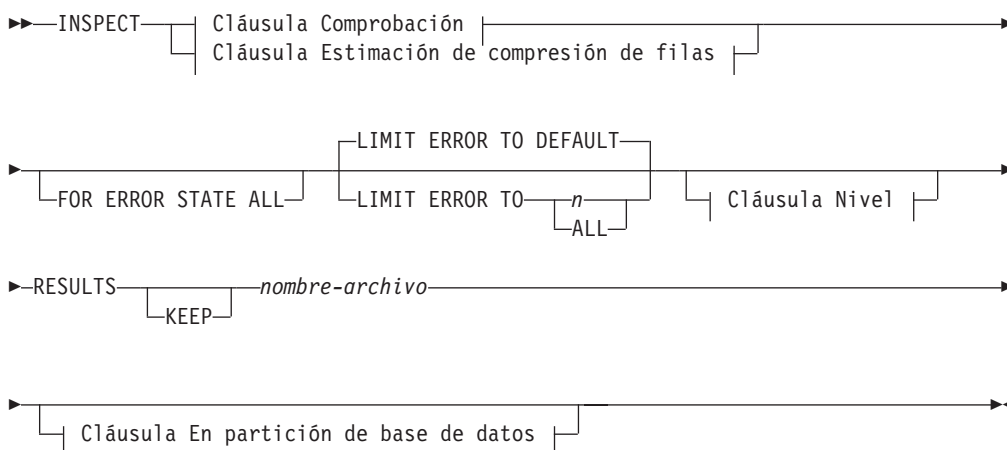 INSPECT Cláusula Comprobación
Cláusula Estimación de compresión de filas
LIMIT ERROR TO DEFAULT
FOR ERROR STATE ALL LIMIT ERROR TO n Cláusula Nivel
ALL
RESULTS nombre-archivo
KEEP
Cláusula En partición de base de datos